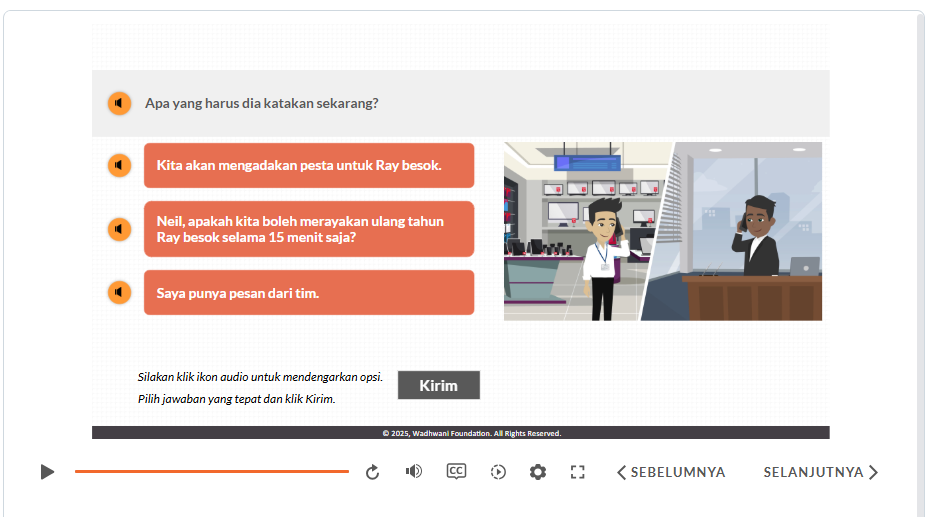 Apa yang harus dia katakan sekarang?
Kita akan mengadakan pesta untuk Ray besok.
Neil, apakah kita boleh merayakan ulang tahun
Ray besok selama 15 menit saja?
Saya punya pesan dari tim.
Silakan klik ikon audio untuk mendengarkan opsi.
Pilih jawaban yang tepat dan klik Kirim.
Kirim
© 2025, Wadhwani Foundation. All Rights Reserved.
CC
SEBELUMNYA
SELANJUTNYA